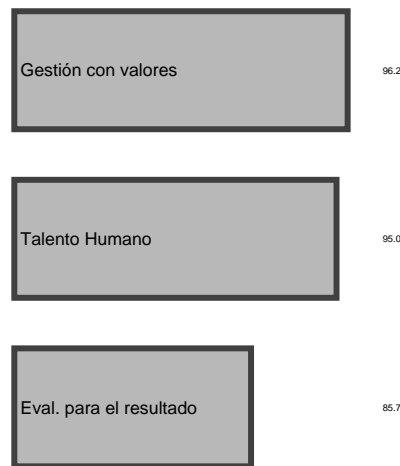 Gestión con valores 96.2
Talento Humano 95.0
Eval. para el resultado 85.7